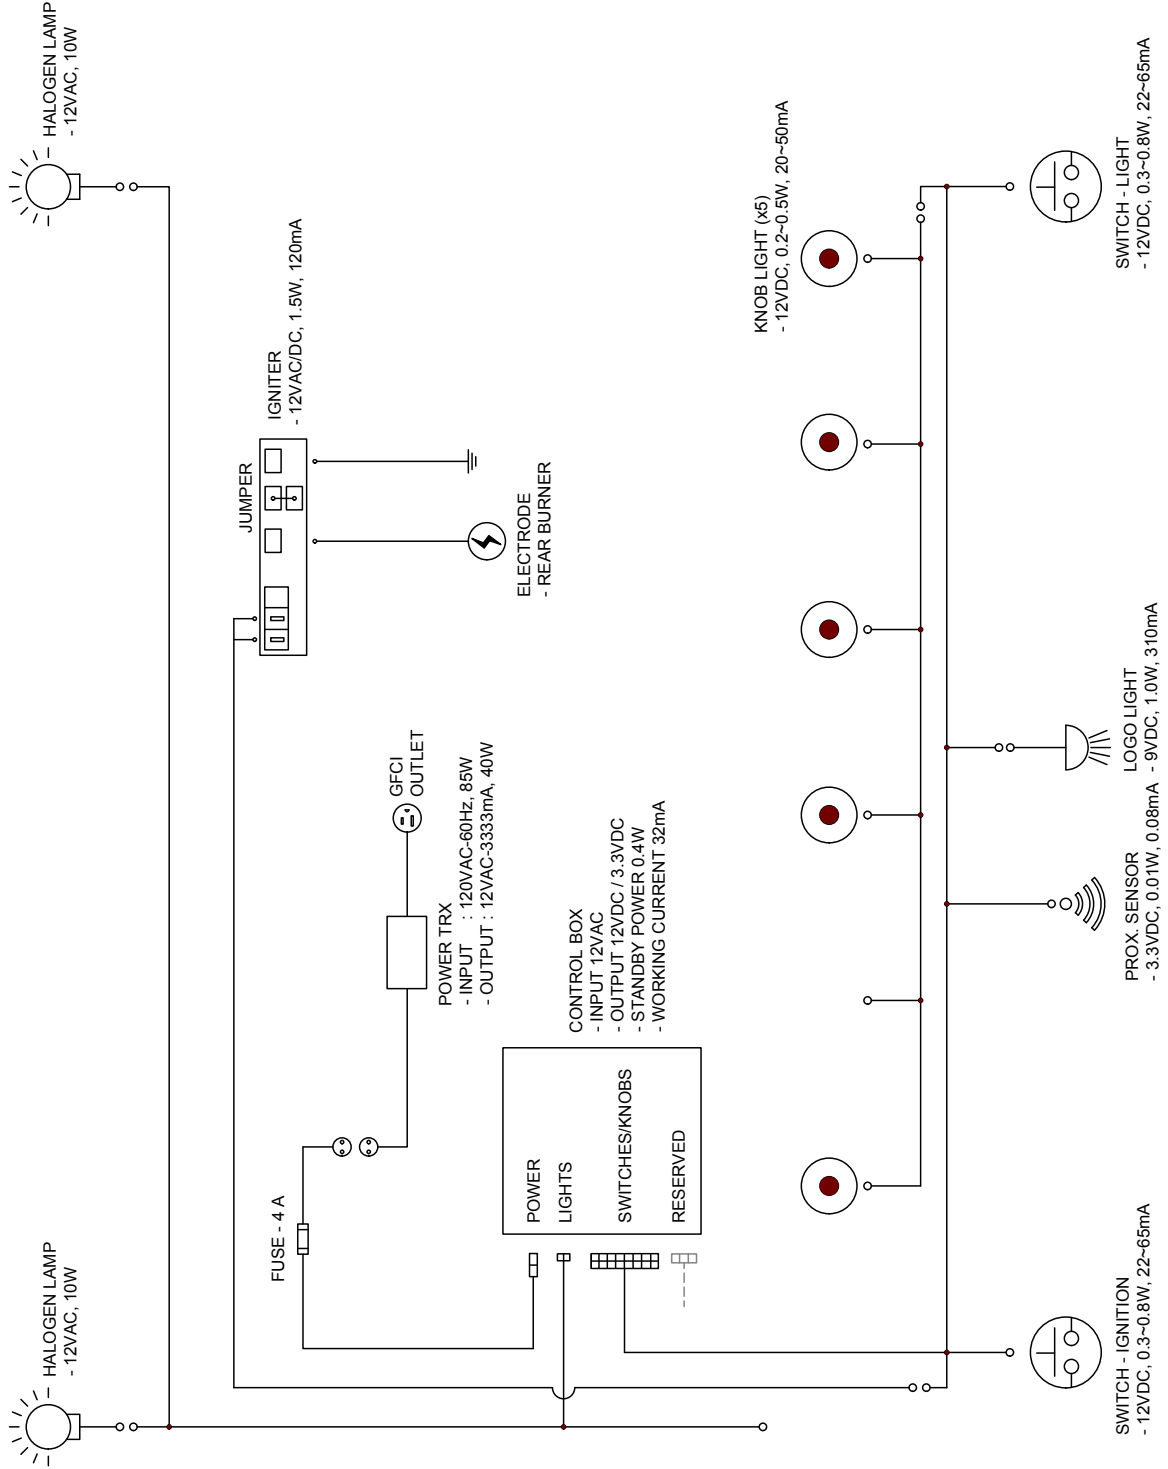 HALOGEN LAMP
- 12VAC, 10W
HALOGEN LAMP
- 12VAC, 10W
FUSE - 4 A
JUMPER
IGNITER
- 12VAC/DC, 1.5W, 120mA
GFCI
OUTLET
POWER TRX
- INPUT : 120VAC-60Hz, 85W
- OUTPUT : 12VAC-3333mA, 40W
ELECTRODE
- REAR BURNER
CONTROL BOX
- INPUT 12VAC
- OUTPUT 12VDC / 3.3VDC
- STANDBY POWER 0.4W
- WORKING CURRENT 32mA
POWER
LIGHTS
SWITCHES/KNOBS
RESERVED
KNOB LIGHT (x5)
- 12VDC, 0.2~0.5W, 20~50mA
SWITCH - IGNITION
- 12VDC, 0.3~0.8W, 22~65mA
PROX. SENSOR
- 3.3VDC, 0.01W, 0.08mA
LOGO LIGHT
- 9VDC, 1.0W, 310mA
SWITCH - LIGHT
- 12VDC, 0.3~0.8W, 22~65mA